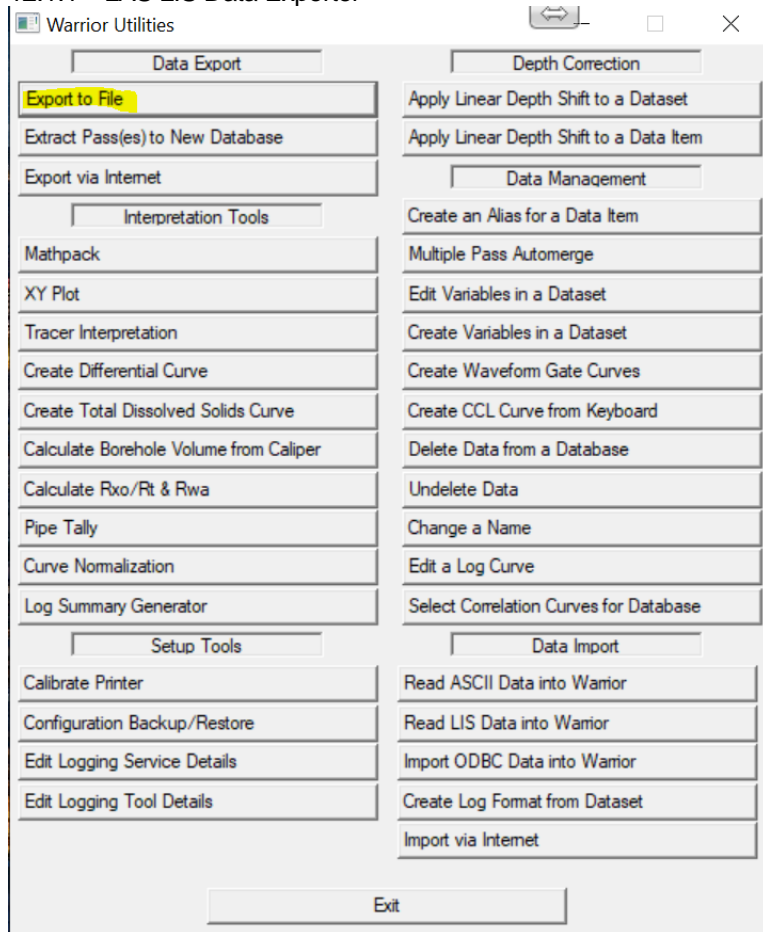 Warrior Utilities
Data Export
Export to File
Extract Pass(es) to New Database
Export via Internet
Interpretation Tools
Mathpack
XY Plot
Tracer Interpretation
Create Differential Curve
Create Total Dissolved Solids Curve
Calculate Borehole Volume from Caliper
Calculate Rxo/Rt & Rwa
Pipe Tally
Curve Normalization
Log Summary Generator
Setup Tools
Calibrate Printer
Configuration Backup/Restore
Edit Logging Service Details
Edit Logging Tool Details
Depth Correction
Apply Linear Depth Shift to a Dataset
Apply Linear Depth Shift to a Data Item
Data Management
Create an Alias for a Data Item
Multiple Pass Automerge
Edit Variables in a Dataset
Create Variables in a Dataset
Create Waveform Gate Curves
Create CCL Curve from Keyboard
Delete Data from a Database
Undelete Data
Change a Name
Edit a Log Curve
Select Correlation Curves for Database
Data Import
Read ASCII Data into Warrior
Read LIS Data into Warrior
Import ODBC Data into Warrior
Create Log Format from Dataset
Import via Internet
Exit